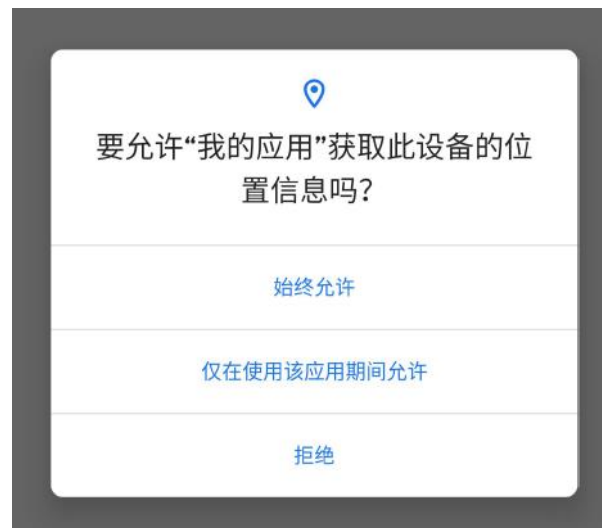 要允许“我的应用”获取此设备的位
置信息吗？
始终允许
仅在使用该应用期间允许
拒绝